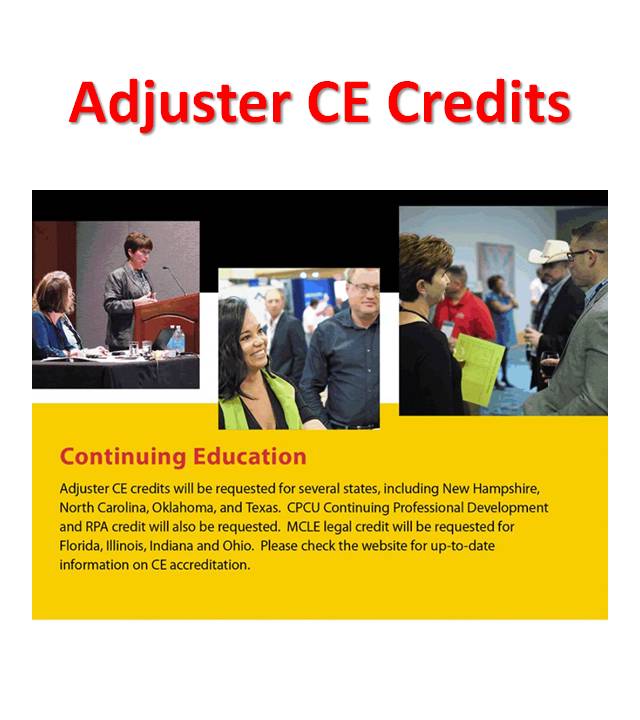 Adjuster CE Credits
Continuing Education
Adjuster CE credits will be requested for several states, including New Hampshire,
North Carolina, Oklahoma, and Texas.  CPCU Continuing Professional Development
and RPA credit will also be requested.  MCLE legal credit will be requested for
Florida, Illinois, Indiana and Ohio.  Please check the website for up-to-date
information on CE accreditation.